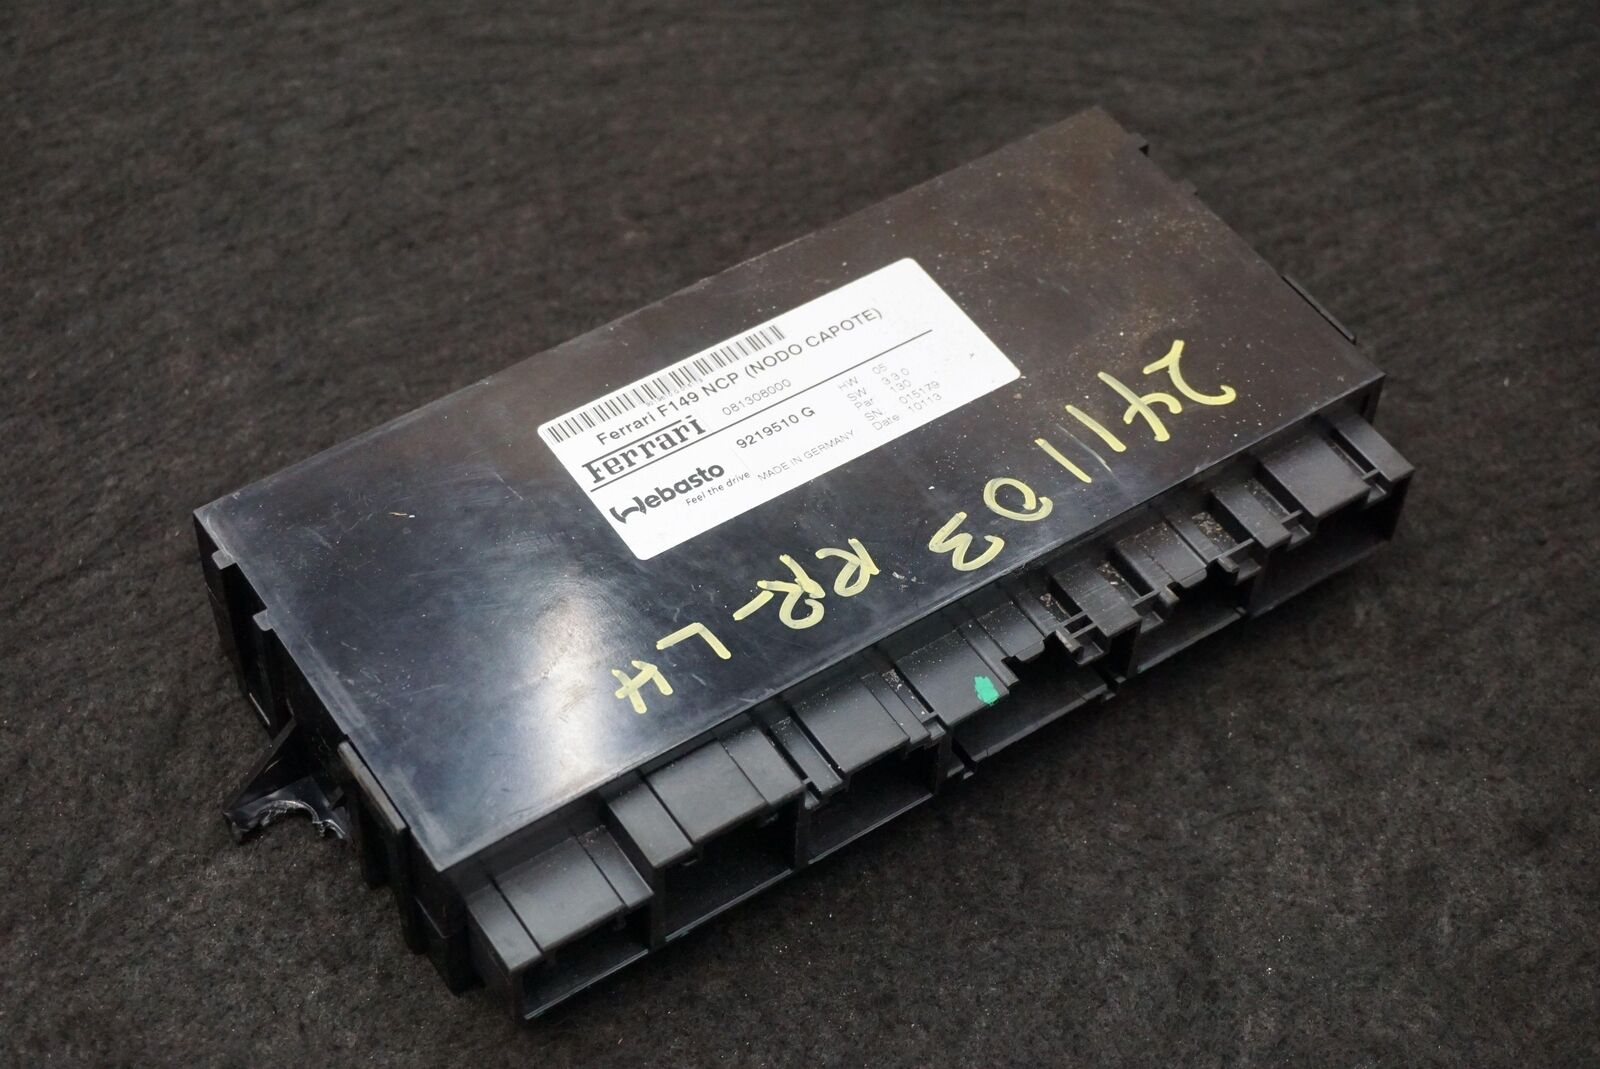 Ferrari F149 NCP (NODO CAPOTE)
Ferrari 081308000
Webasto 9219510 G
Feel the drive
MADE IN GERMANY
HW 05
SW 3.3.0
Par 130
SN. 015179
Date 10113
241103 RR-LH